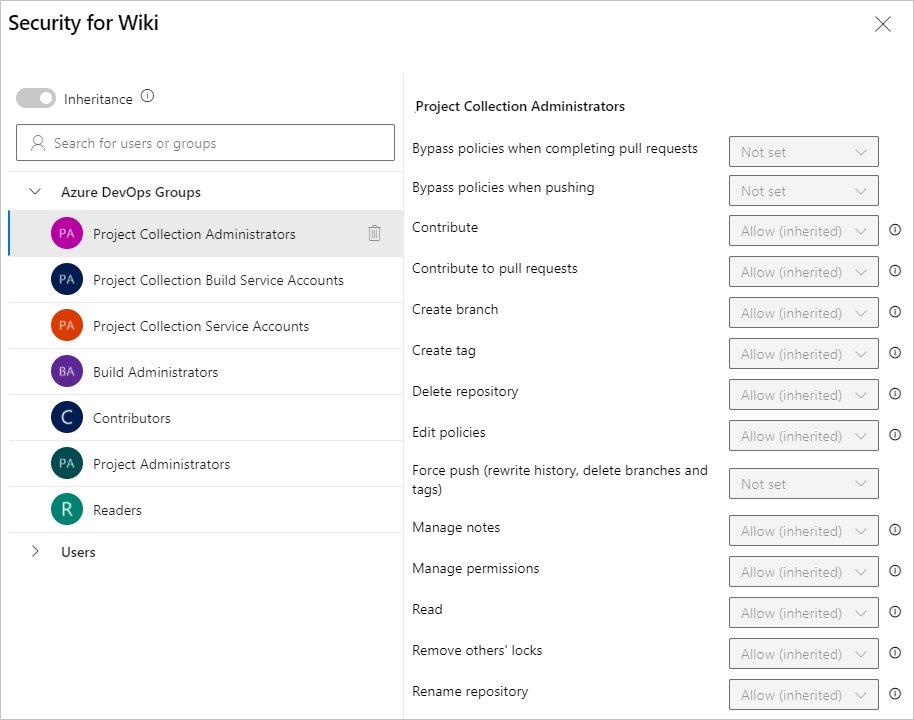 Security for Wiki
Inheritance
Search for users or groups
Azure DevOps Groups
PA Project Collection Administrators
PA Project Collection Build Service Accounts
PA Project Collection Service Accounts
BA Build Administrators
C Contributors
PA Project Administrators
R Readers
Users
Project Collection Administrators
Bypass policies when completing pull requests Not set
Bypass policies when pushing Not set
Contribute Allow (inherited)
Contribute to pull requests Allow (inherited)
Create branch Allow (inherited)
Create tag Allow (inherited)
Delete repository Allow (inherited)
Edit policies Allow (inherited)
Force push (rewrite history, delete branches and
tags) Not set
Manage notes Allow (inherited)
Manage permissions Allow (inherited)
Read Allow (inherited)
Remove others' locks Allow (inherited)
Rename repository Allow (inherited)